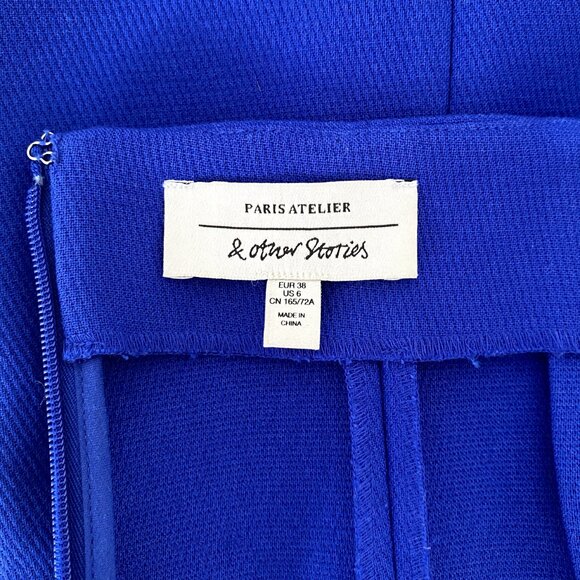 PARIS ATELIER
& other Stories
EUR 38
US 6
CN 165/72A
MADE IN
CHINA